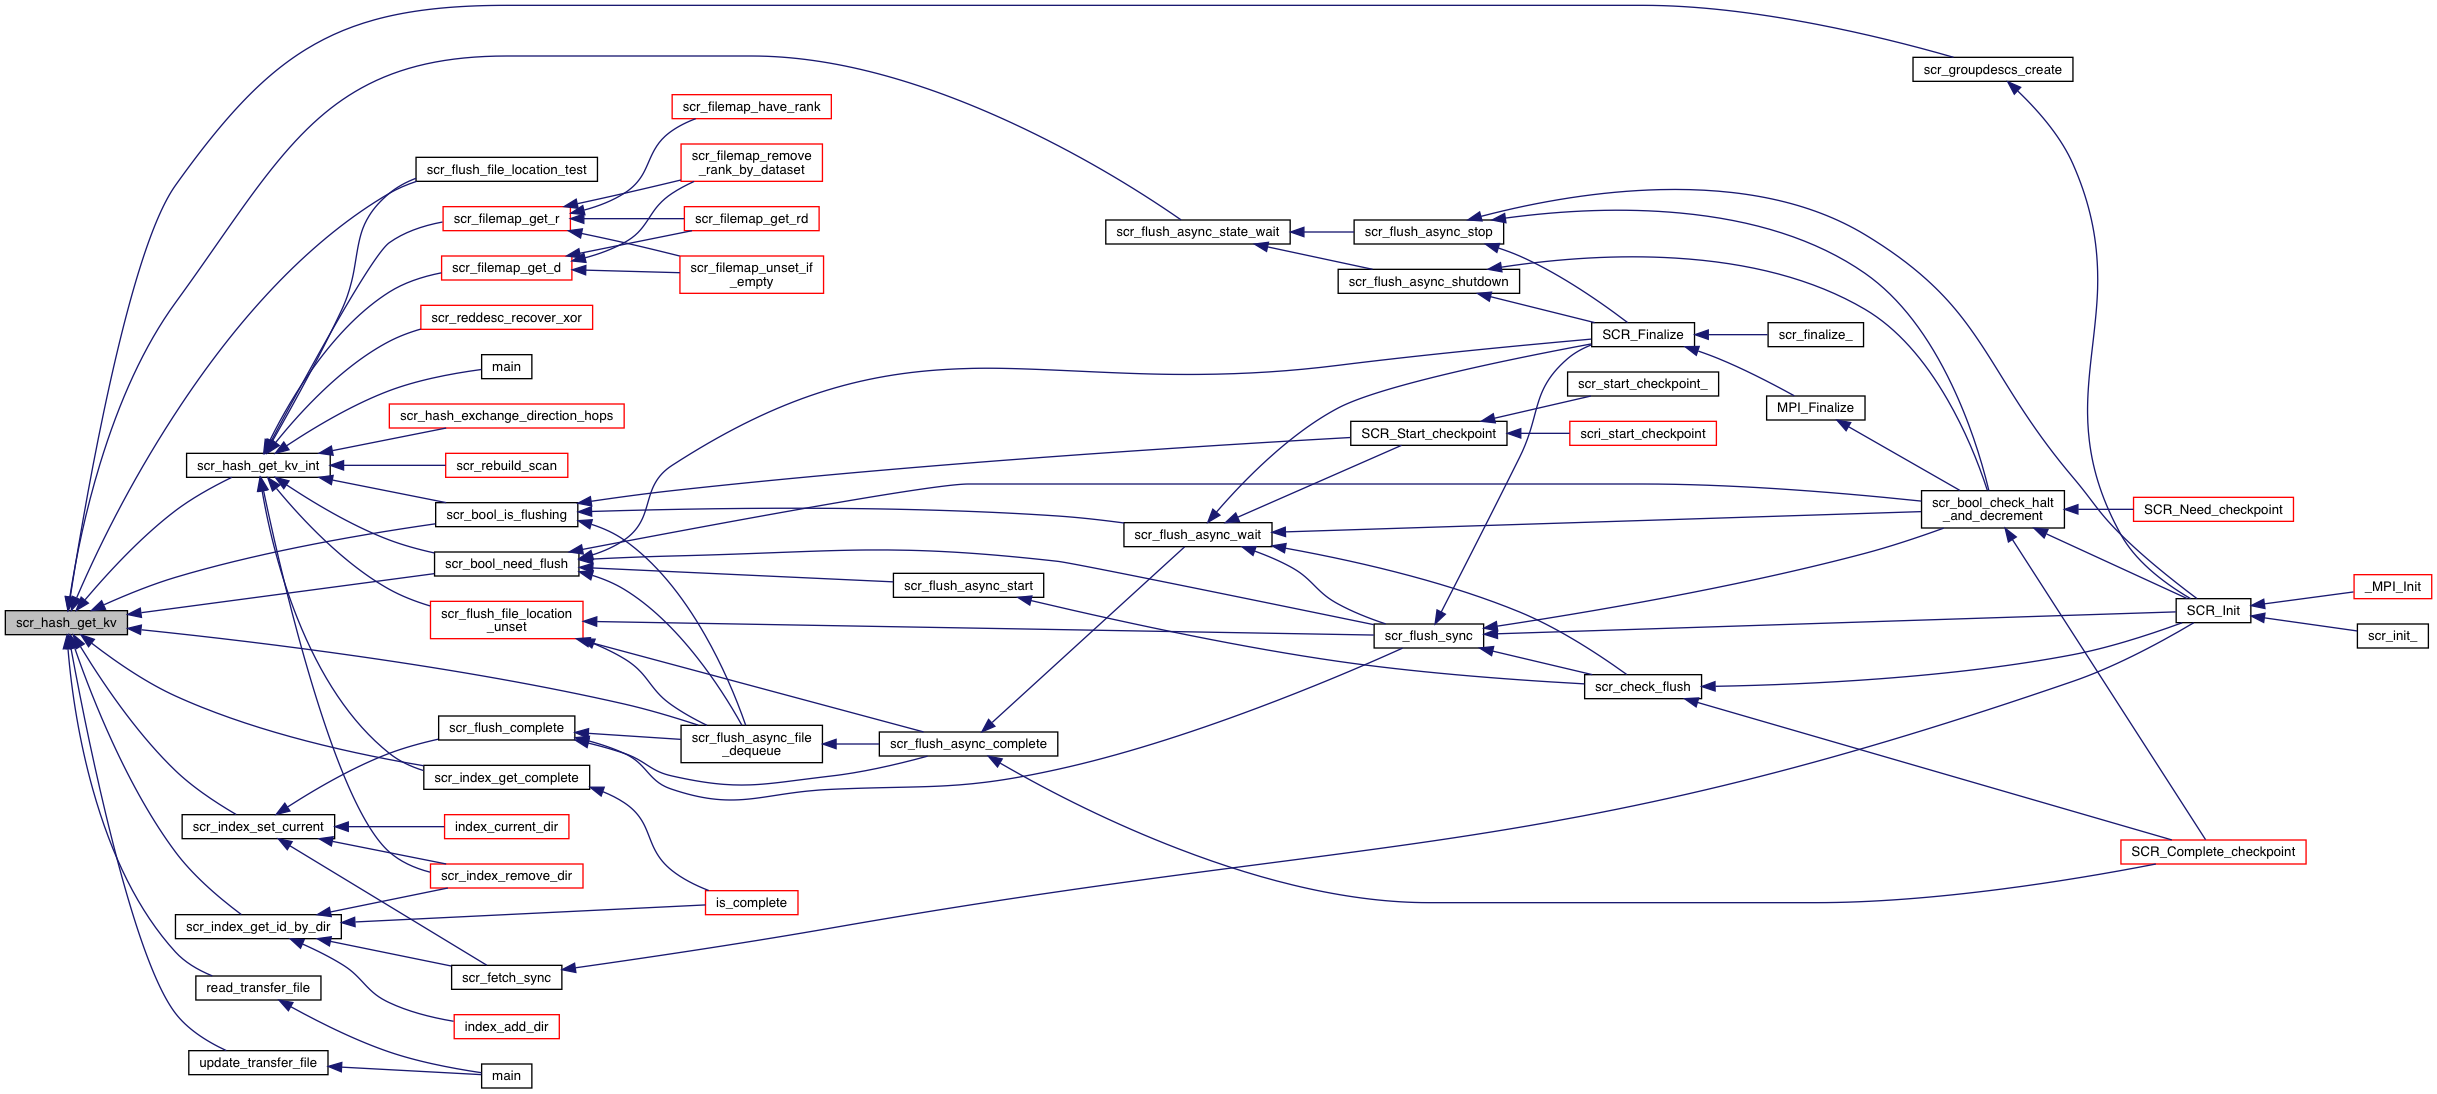 scr_groupdescs_create
scr_filemap_have_rank
scr_filemap_remove
_rank_by_dataset
scr_flush_file_location_test
scr_filemap_get_r
scr_filemap_get_rd
scr_flush_async_state_wait
scr_flush_async_stop
scr_filemap_get_d
scr_filemap_unset_if
_empty
scr_flush_async_shutdown
scr_reddesc_recover_xor
SCR_Finalize
scr_finalize_
main
scr_start_checkpoint_
MPI_Finalize
scr_hash_exchange_direction_hops
SCR_Start_checkpoint
scri_start_checkpoint
scr_hash_get_kv_int
scr_rebuild_scan
scr_bool_is_flushing
scr_bool_check_halt
_and_decrement
SCR_Need_checkpoint
scr_flush_async_wait
scr_bool_need_flush
scr_flush_async_start
_MPI_Init
SCR_Init
scr_hash_get_kv
scr_flush_file_location
_unset
scr_flush_sync
scr_init_
scr_check_flush
scr_flush_complete
scr_flush_async_file
_dequeue
scr_flush_async_complete
scr_index_get_complete
scr_index_set_current
index_current_dir
SCR_Complete_checkpoint
scr_index_remove_dir
is_complete
scr_index_get_id_by_dir
scr_fetch_sync
read_transfer_file
index_add_dir
update_transfer_file
main